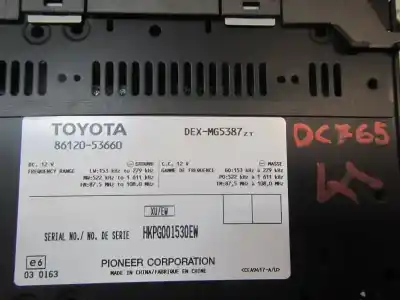 TOYOTA
86120-53660
DEX-MG5387ZT
DC765
DC. 12 V
GROUND
FREQUENCY RANGE
LW:153 kHz to 279 kHz
MW:522 kHz to 1 611 kHz
FM:87,5 MHz to 108,0 MHz
C.C. 12 V
MASSE
GAMME DE FREQUENCE
GO:153 kHz à 279 kHz
PO:522 kHz à 1 611 kHz
FM:87,5 MHz à 108,0 MHz
XU/EW
SERIAL NO./ NO. DE SERIE HKPG001530EW
e6
03 0163
PIONEER CORPORATION
MADE IN CHINA/FABRIQUE EN CHINE
<CEA9417-A/U>